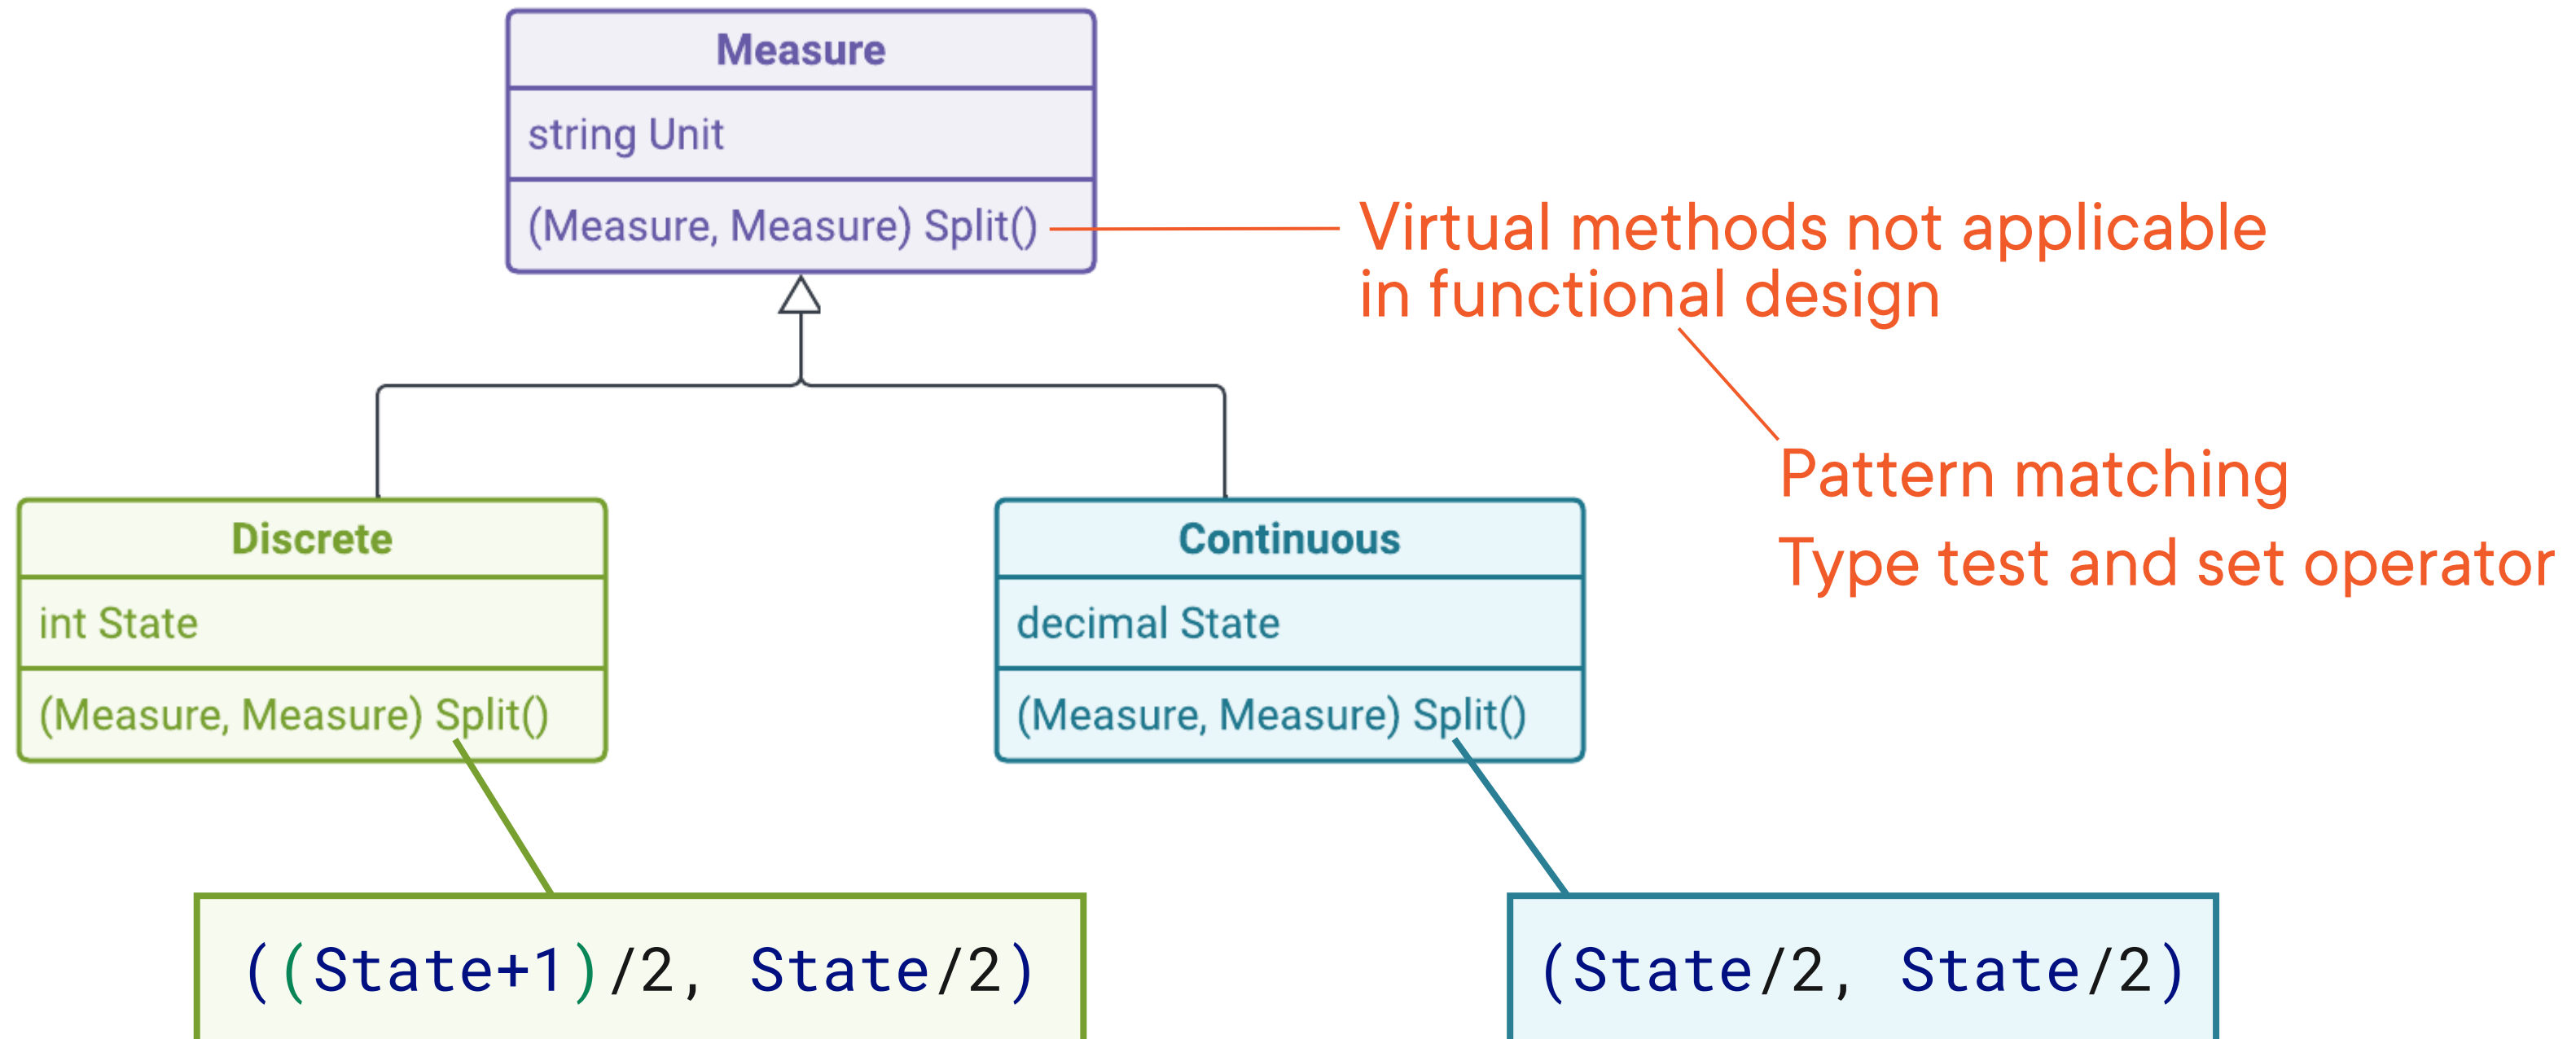 Measure
string Unit
(Measure, Measure) Split()
Virtual methods not applicable
in functional design
Pattern matching
Type test and set operator
Discrete
int State
(Measure, Measure) Split()
Continuous
decimal State
(Measure, Measure) Split()
((State+1)/2, State/2)
(State/2, State/2)